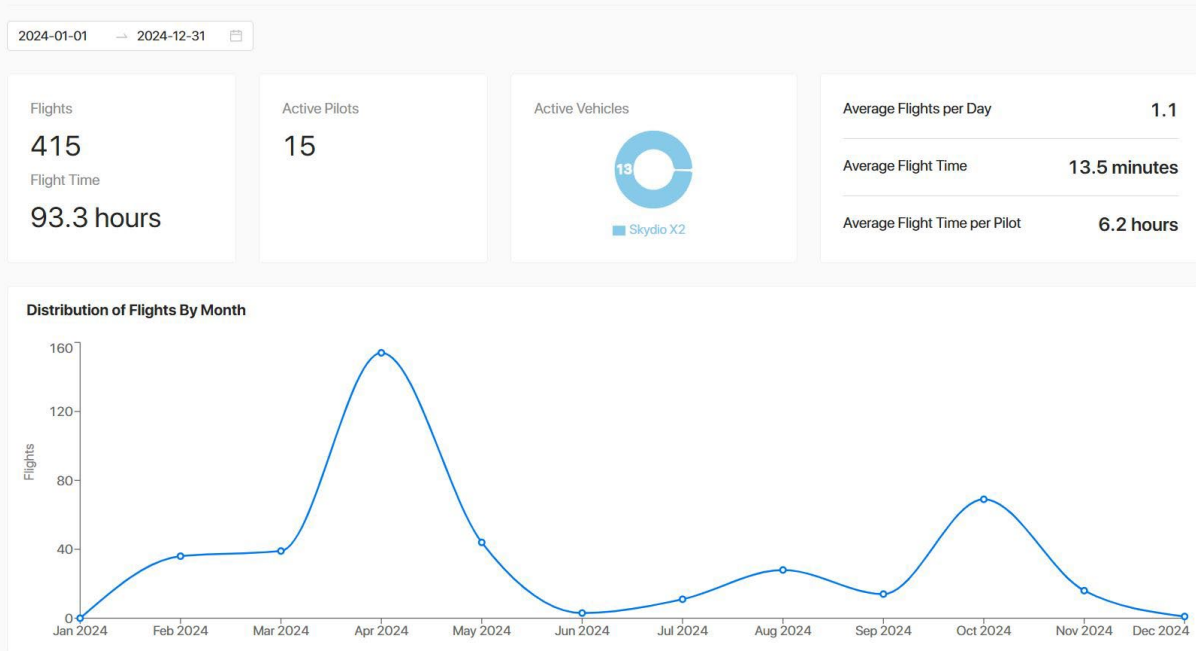 2024-01-01 → 2024-12-31
Flights
415
Flight Time
93.3 hours
Active Pilots
15
Active Vehicles
13
Skydio X2
Average Flights per Day 1.1
Average Flight Time 13.5 minutes
Average Flight Time per Pilot 6.2 hours
Distribution of Flights By Month
160
120
80
40
0
Flights
Jan 2024 Feb 2024 Mar 2024 Apr 2024 May 2024 Jun 2024 Jul 2024 Aug 2024 Sep 2024 Oct 2024 Nov 2024 Dec 2024